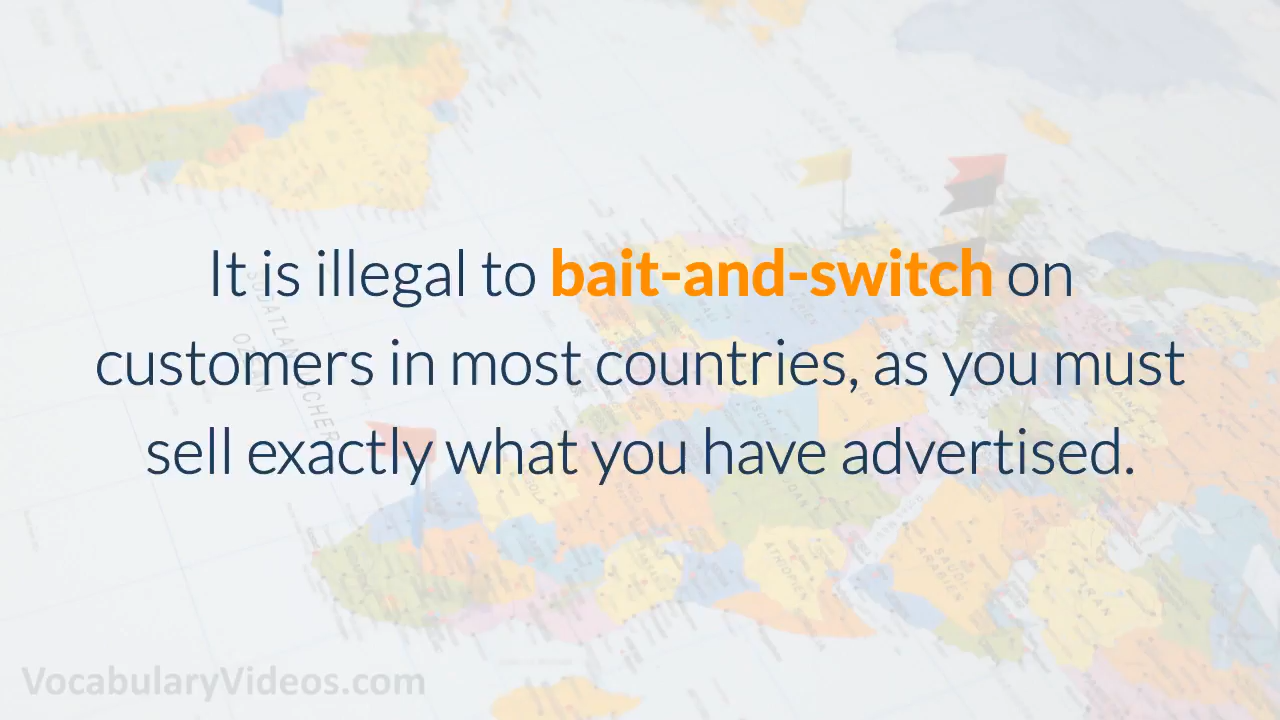 It is illegal to bait-and-switch on
customers in most countries, as you must
sell exactly what you have advertised.
VocabularyVideos.com